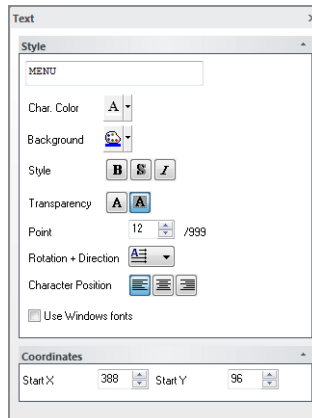 Text
Style
MENU
Char. Color A
Background
Style B S I
Transparency A A
Point 12 /999
Rotation + Direction A
Character Position
Use Windows fonts
Coordinates
Start X 388 Start Y 96